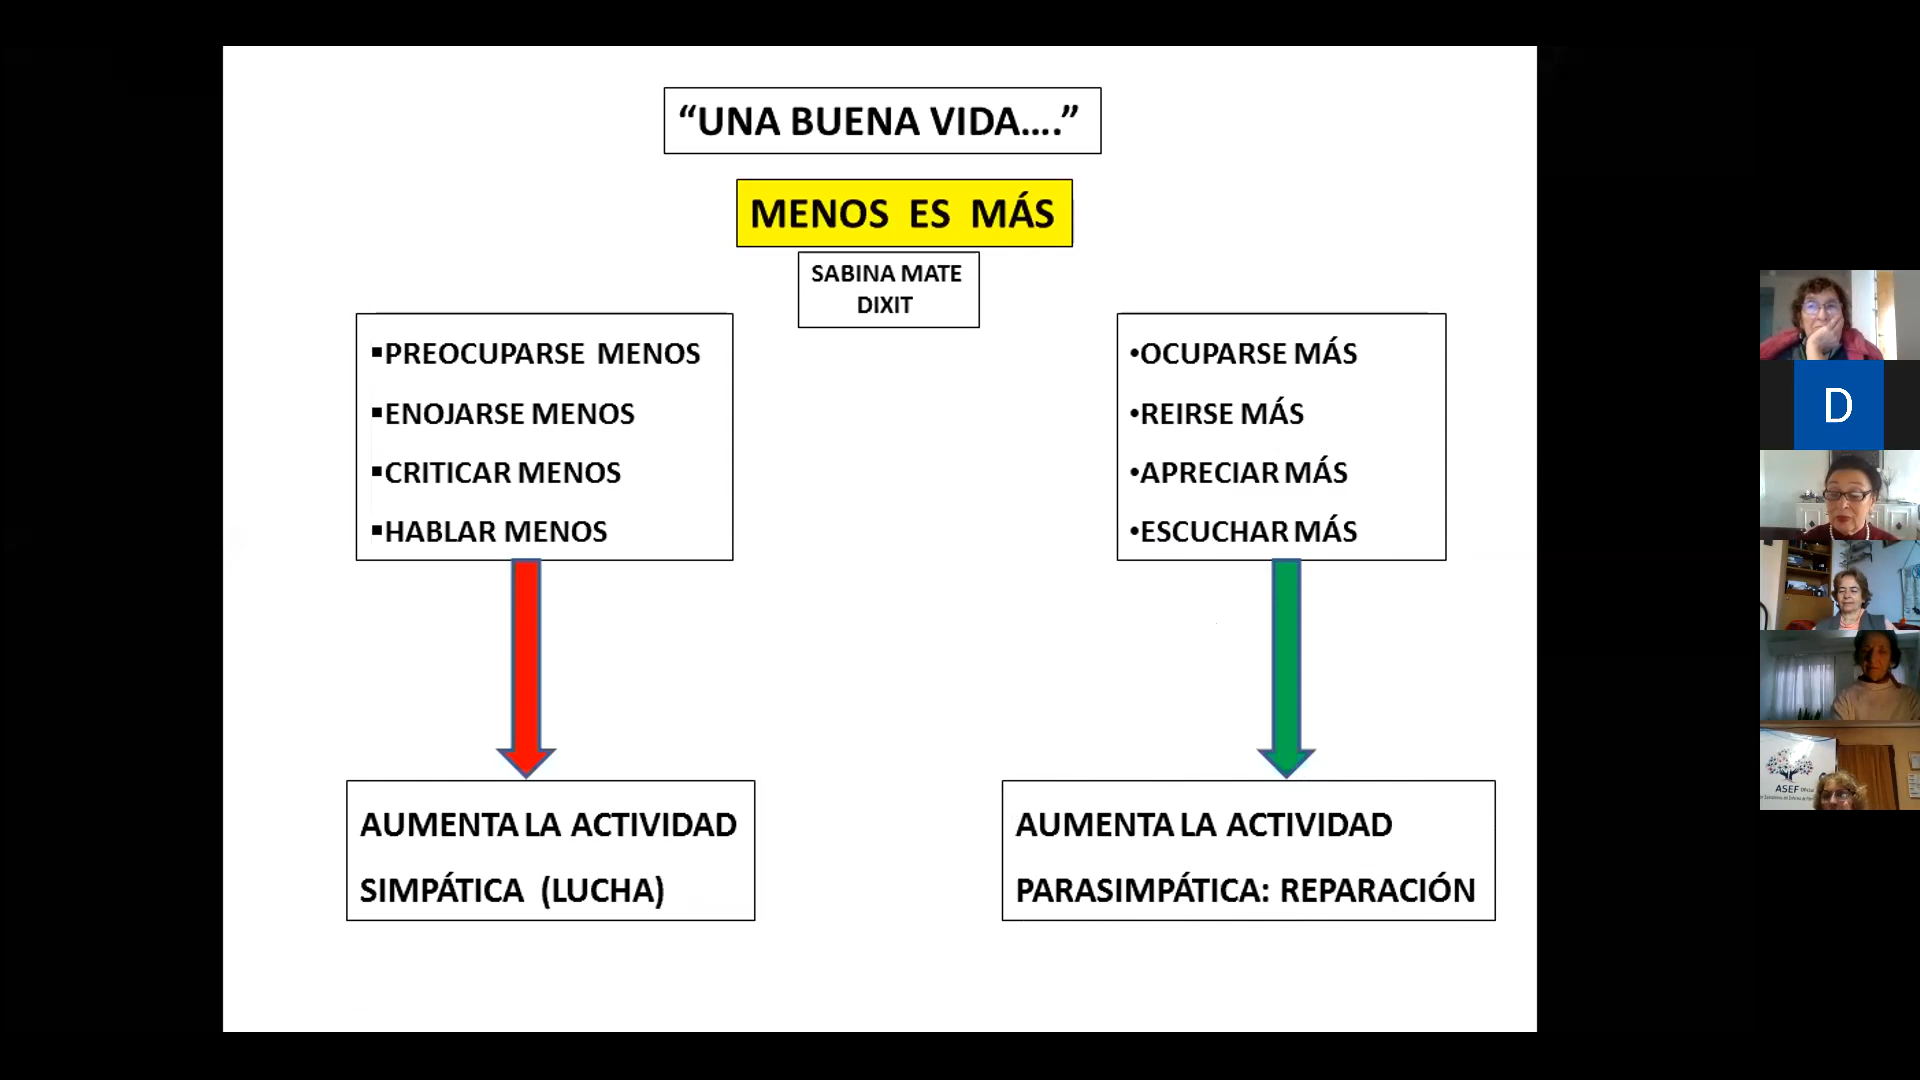 “UNA BUENA VIDA....”
MENOS ES MÁS
SABINA MATE
DIXIT
▪PREOCUPARSE MENOS
▪ENOJARSE MENOS
▪CRITICAR MENOS
▪HABLAR MENOS
•OCUPARSE MÁS
•REIRSE MÁS
•APRECIAR MÁS
•ESCUCHAR MÁS
AUMENTA LA ACTIVIDAD
SIMPÁTICA (LUCHA)
AUMENTA LA ACTIVIDAD
PARASIMPÁTICA: REPARACIÓN
D
ASEF